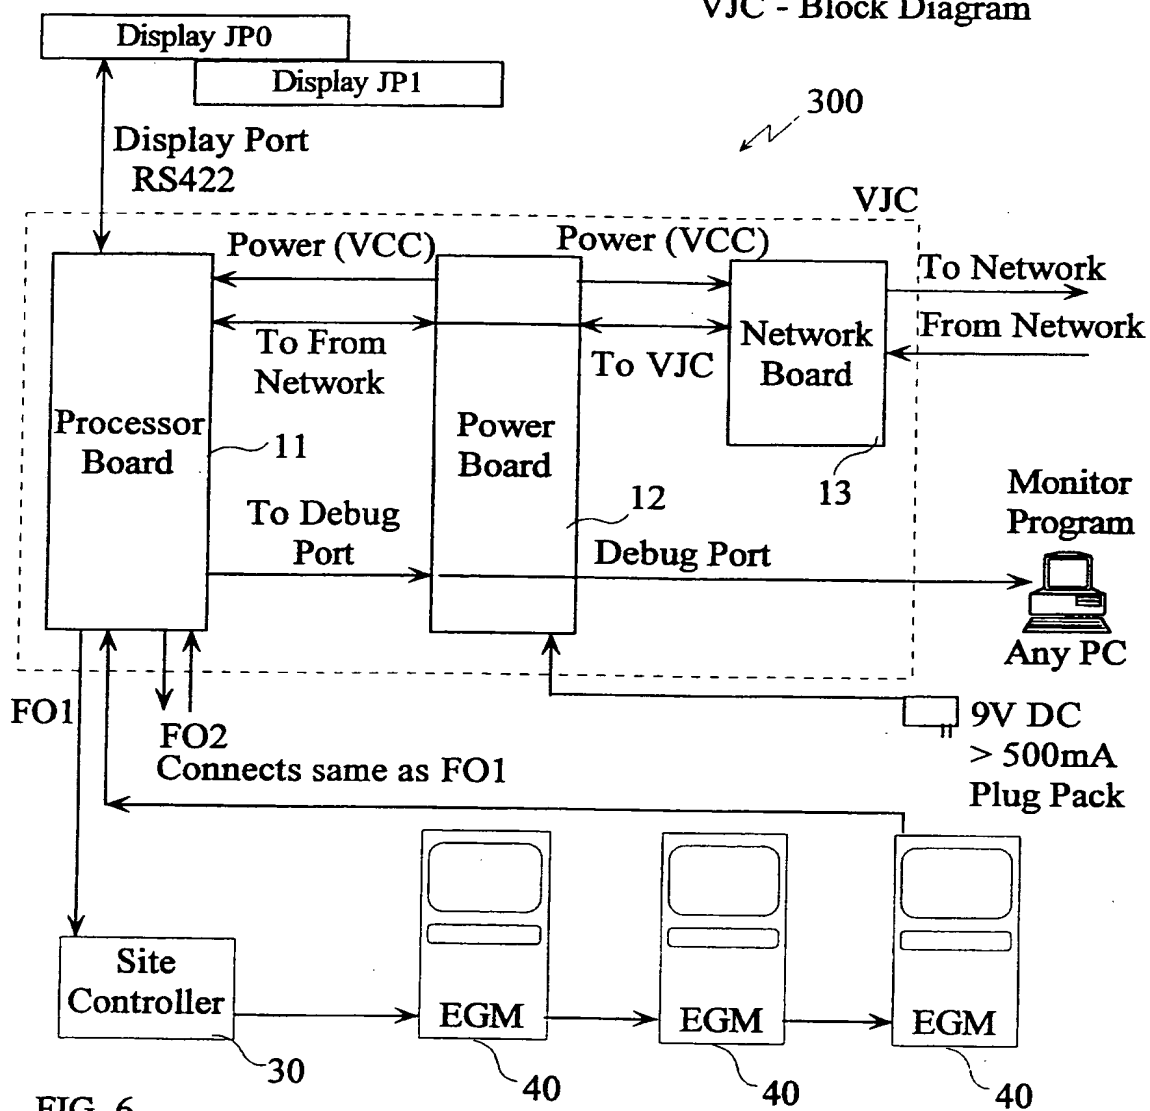 VJC - Block Diagram
Display JP0
Display JP1
300
Display Port
RS422
VJC
Power (VCC)
Power (VCC)
To Network
From Network
To From
Network
To VJC
Network
Board
Processor
Board
11
Power
Board
12
13
Monitor
Program
To Debug
Port
Debug Port
Any PC
FO1
FO2
Connects same as FO1
9V DC
> 500mA
Plug Pack
Site
Controller
30
EGM
40
EGM
40
EGM
40
FIG. 6